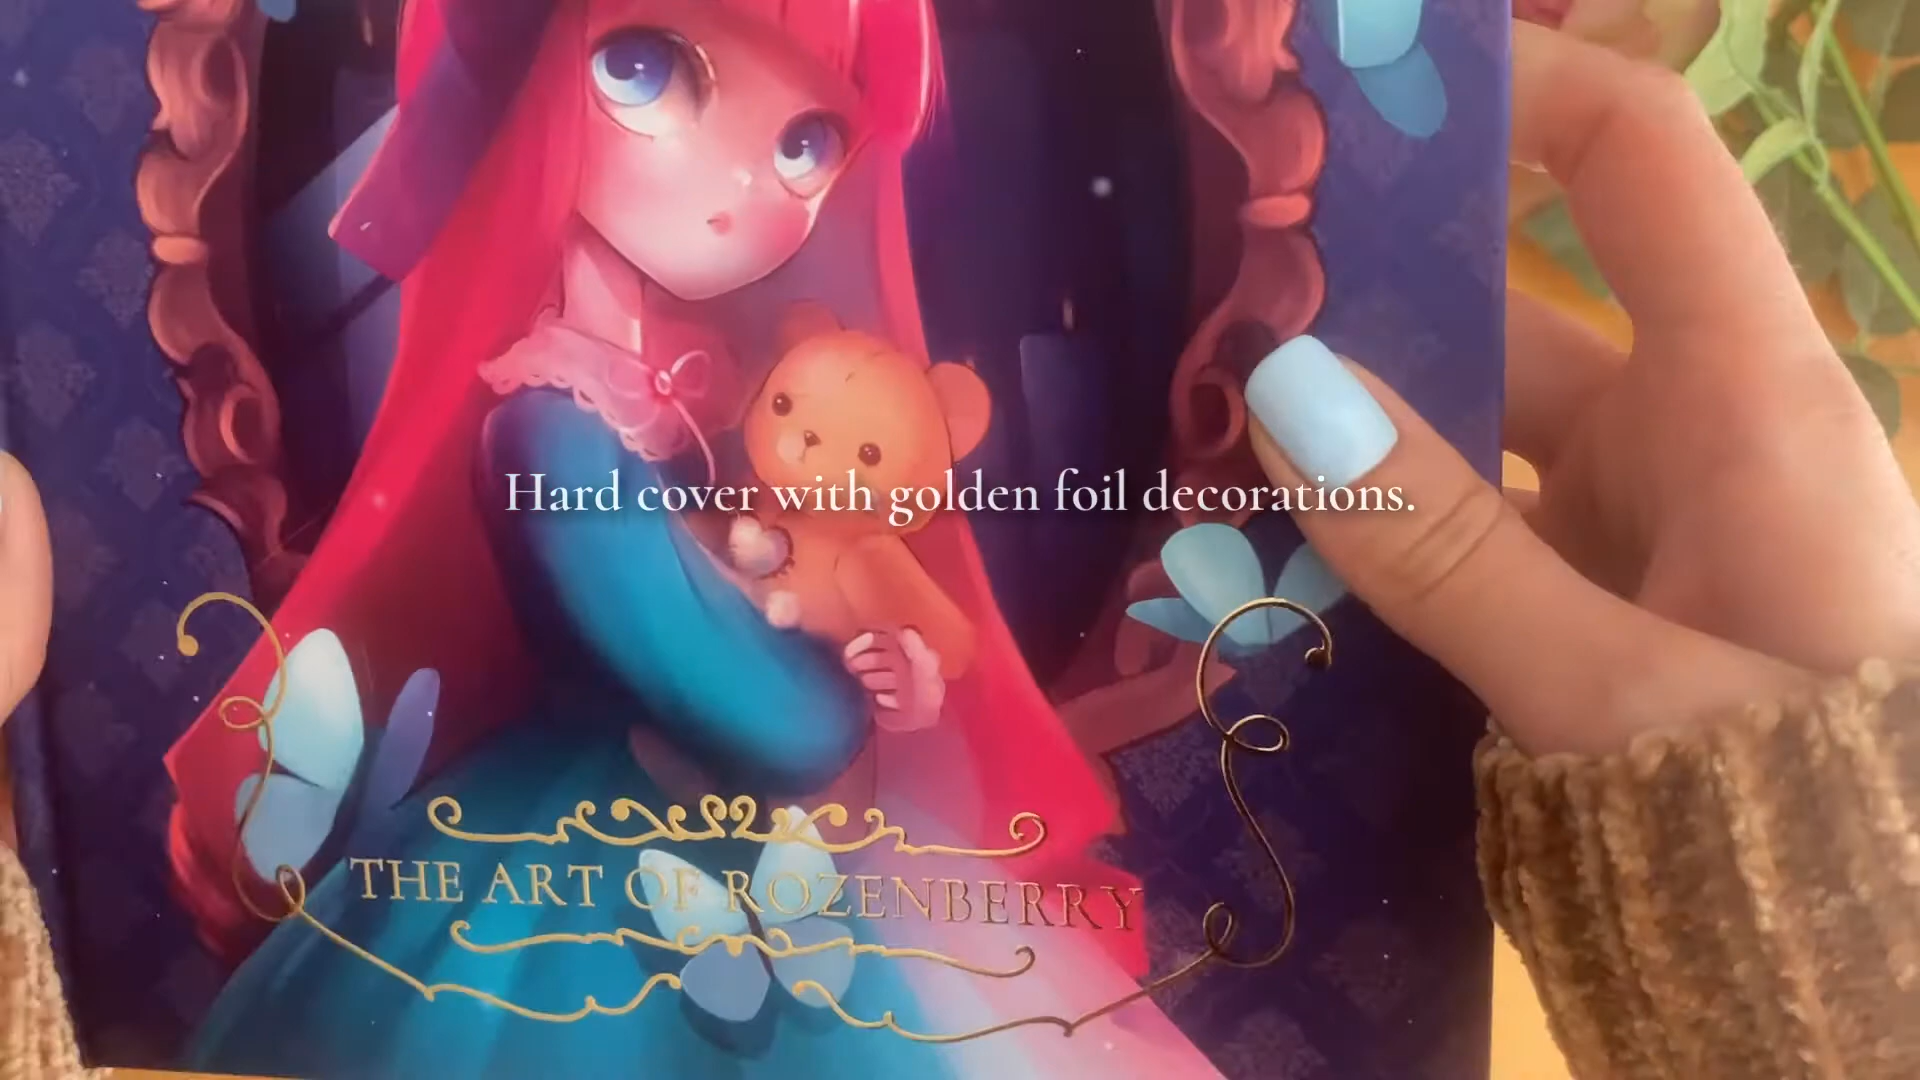 Hard cover with golden foil decorations.
THE ART OF ROZENBERRY